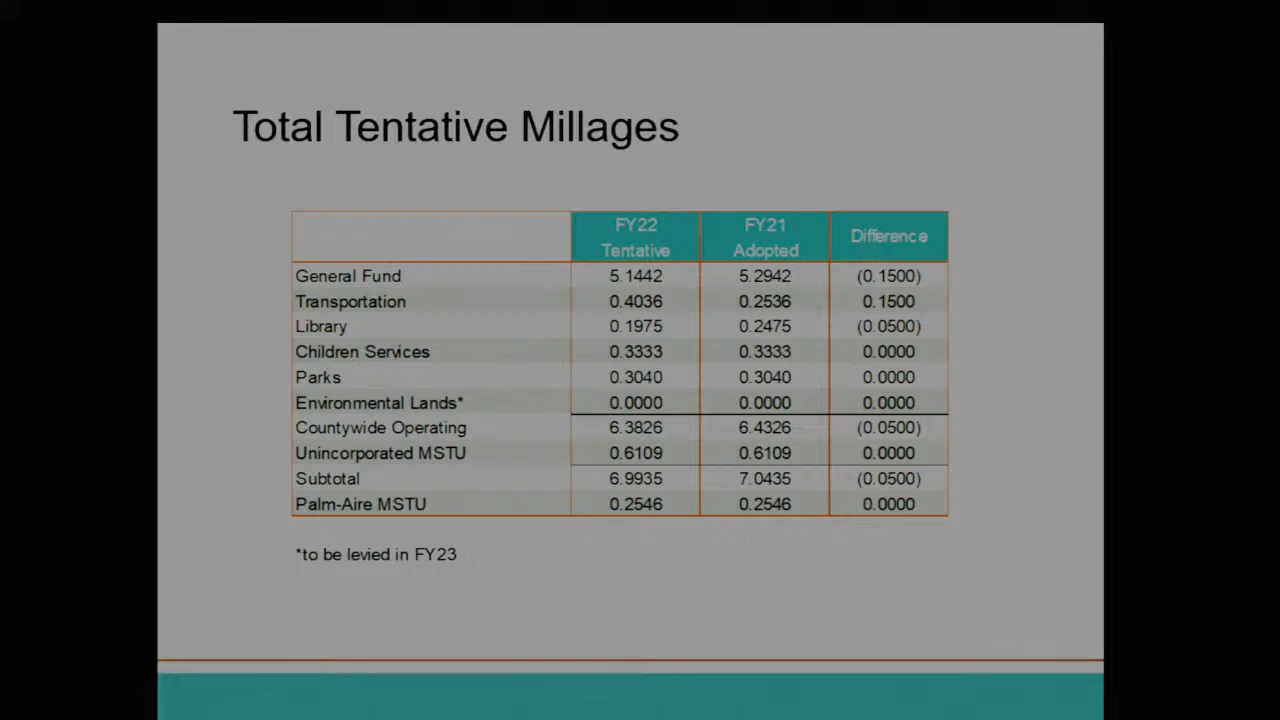 Total Tentative Millages
FY22 Tentative FY21 Adopted Difference
General Fund 5.1442 5.2942 (0.1500)
Transportation 0.4036 0.2536 0.1500
Library 0.1975 0.2475 (0.0500)
Children Services 0.3333 0.3333 0.0000
Parks 0.3040 0.3040 0.0000
Environmental Lands* 0.0000 0.0000 0.0000
Countywide Operating 6.3826 6.4326 (0.0500)
Unincorporated MSTU 0.6109 0.6109 0.0000
Subtotal 6.9935 7.0435 (0.0500)
Palm-Aire MSTU 0.2546 0.2546 0.0000
*to be levied in FY23